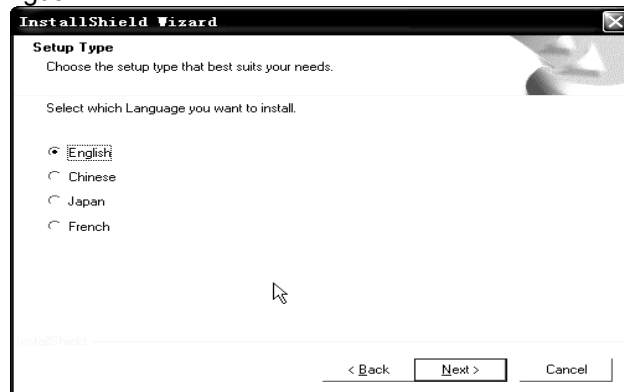 InstallShield Wizard
Setup Type
Choose the setup type that best suits your needs.
Select which Language you want to install.
English
Chinese
Japan
French
InstallShield
< Back Next > Cancel